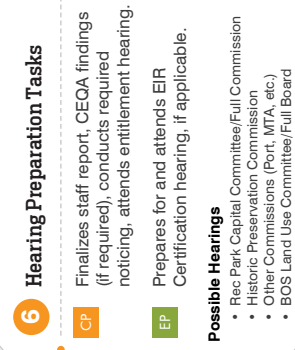 6 Hearing Preparation Tasks
CP Finalizes staff report, CEQA findings
(if required), conducts required
noticing, attends entitlement hearing.
EP Prepares for and attends EIR
Certification hearing, if applicable.
Possible Hearings
• Rec Park Capital Committee/Full Commission
• Historic Preservation Commission
• Other Commissions (Port, MTA, etc.)
• BOS Land Use Committee/Full Board